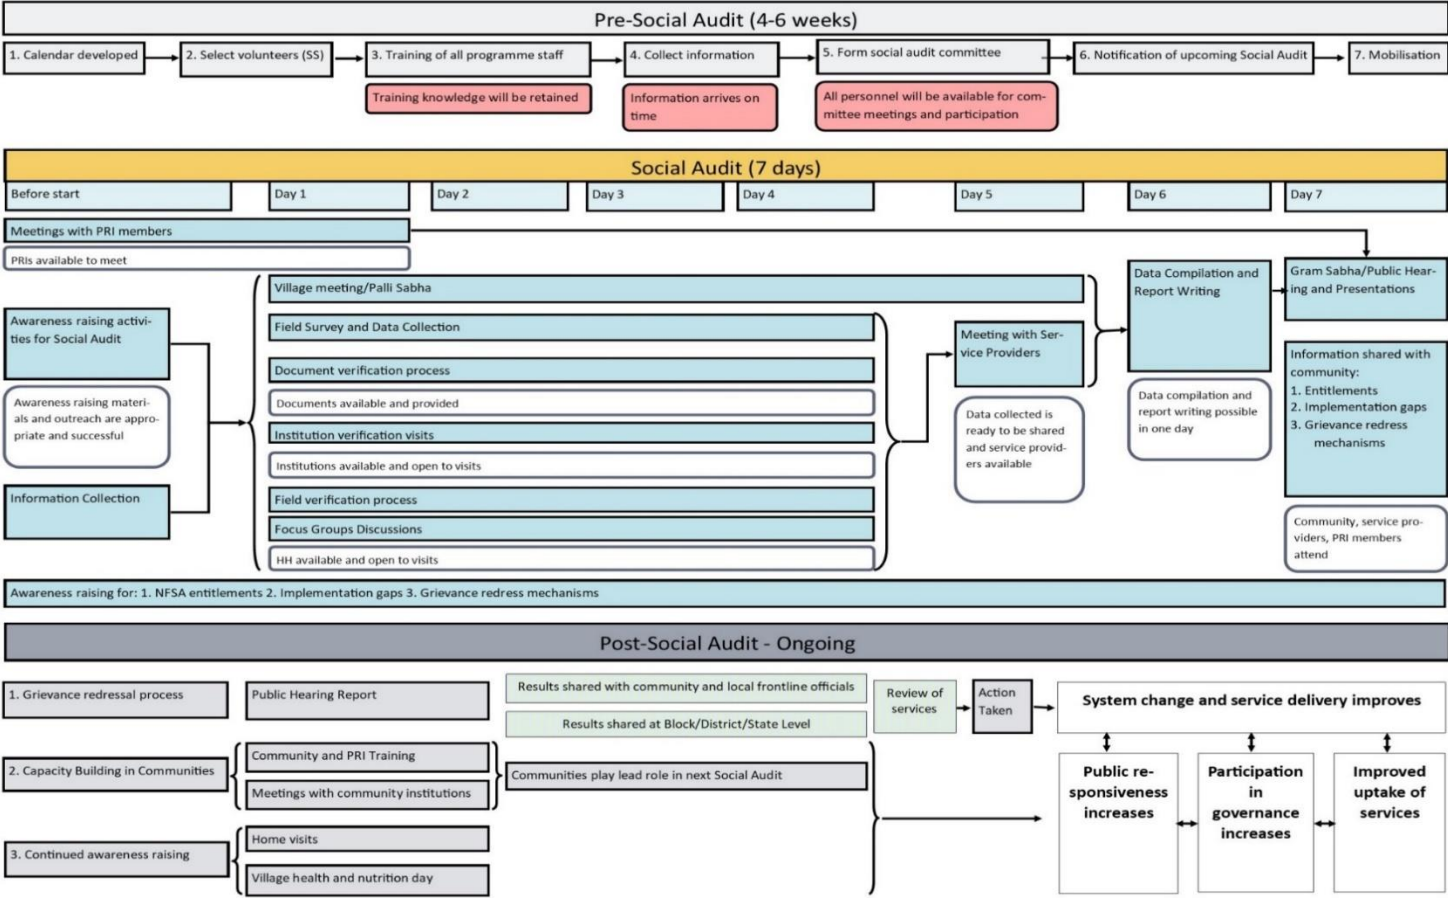 Pre-Social Audit (4-6 weeks)
1. Calendar developed
2. Select volunteers (SS)
3. Training of all programme staff
4. Collect information
5. Form social audit committee
6. Notification of upcoming Social Audit
7. Mobilisation
Training knowledge will be retained
Information arrives on
time
All personnel will be available for com-
mittee meetings and participation
Social Audit (7 days)
Before start
Day 1
Day 2
Day 3
Day 4
Day 5
Day 6
Day 7
Meetings with PRI members
PRIs available to meet
Awareness raising activi-
ties for Social Audit
Awareness raising materi-
als and outreach are appro-
priate and successful
Information Collection
Village meeting/Palli Sabha
Field Survey and Data Collection
Document verification process
Documents available and provided
Institution verification visits
Institutions available and open to visits
Field verification process
Focus Groups Discussions
HH available and open to visits
Meeting with Ser-
vice Providers
Data collected is
ready to be shared
and service provid-
ers available
Data Compilation and
Report Writing
Data compilation and
report writing possible
in one day
Gram Sabha/Public Hear-
ing and Presentations
Information shared with
community:
1. Entitlements
2. Implementation gaps
3. Grievance redress
mechanisms
Community, service pro-
viders, PRI members
attend
Awareness raising for: 1. NFSA entitlements 2. Implementation gaps 3. Grievance redress mechanisms
Post-Social Audit - Ongoing
1. Grievance redressal process
Public Hearing Report
Results shared with community and local frontline officials
Results shared at Block/District/State Level
Review of
services
Action
Taken
System change and service delivery improves
2. Capacity Building in Communities
Community and PRI Training
Meetings with community institutions
Communities play lead role in next Social Audit
3. Continued awareness raising
Home visits
Village health and nutrition day
Public re-
sponsiveness
increases
Participation
in
governance
increases
Improved
uptake of
services